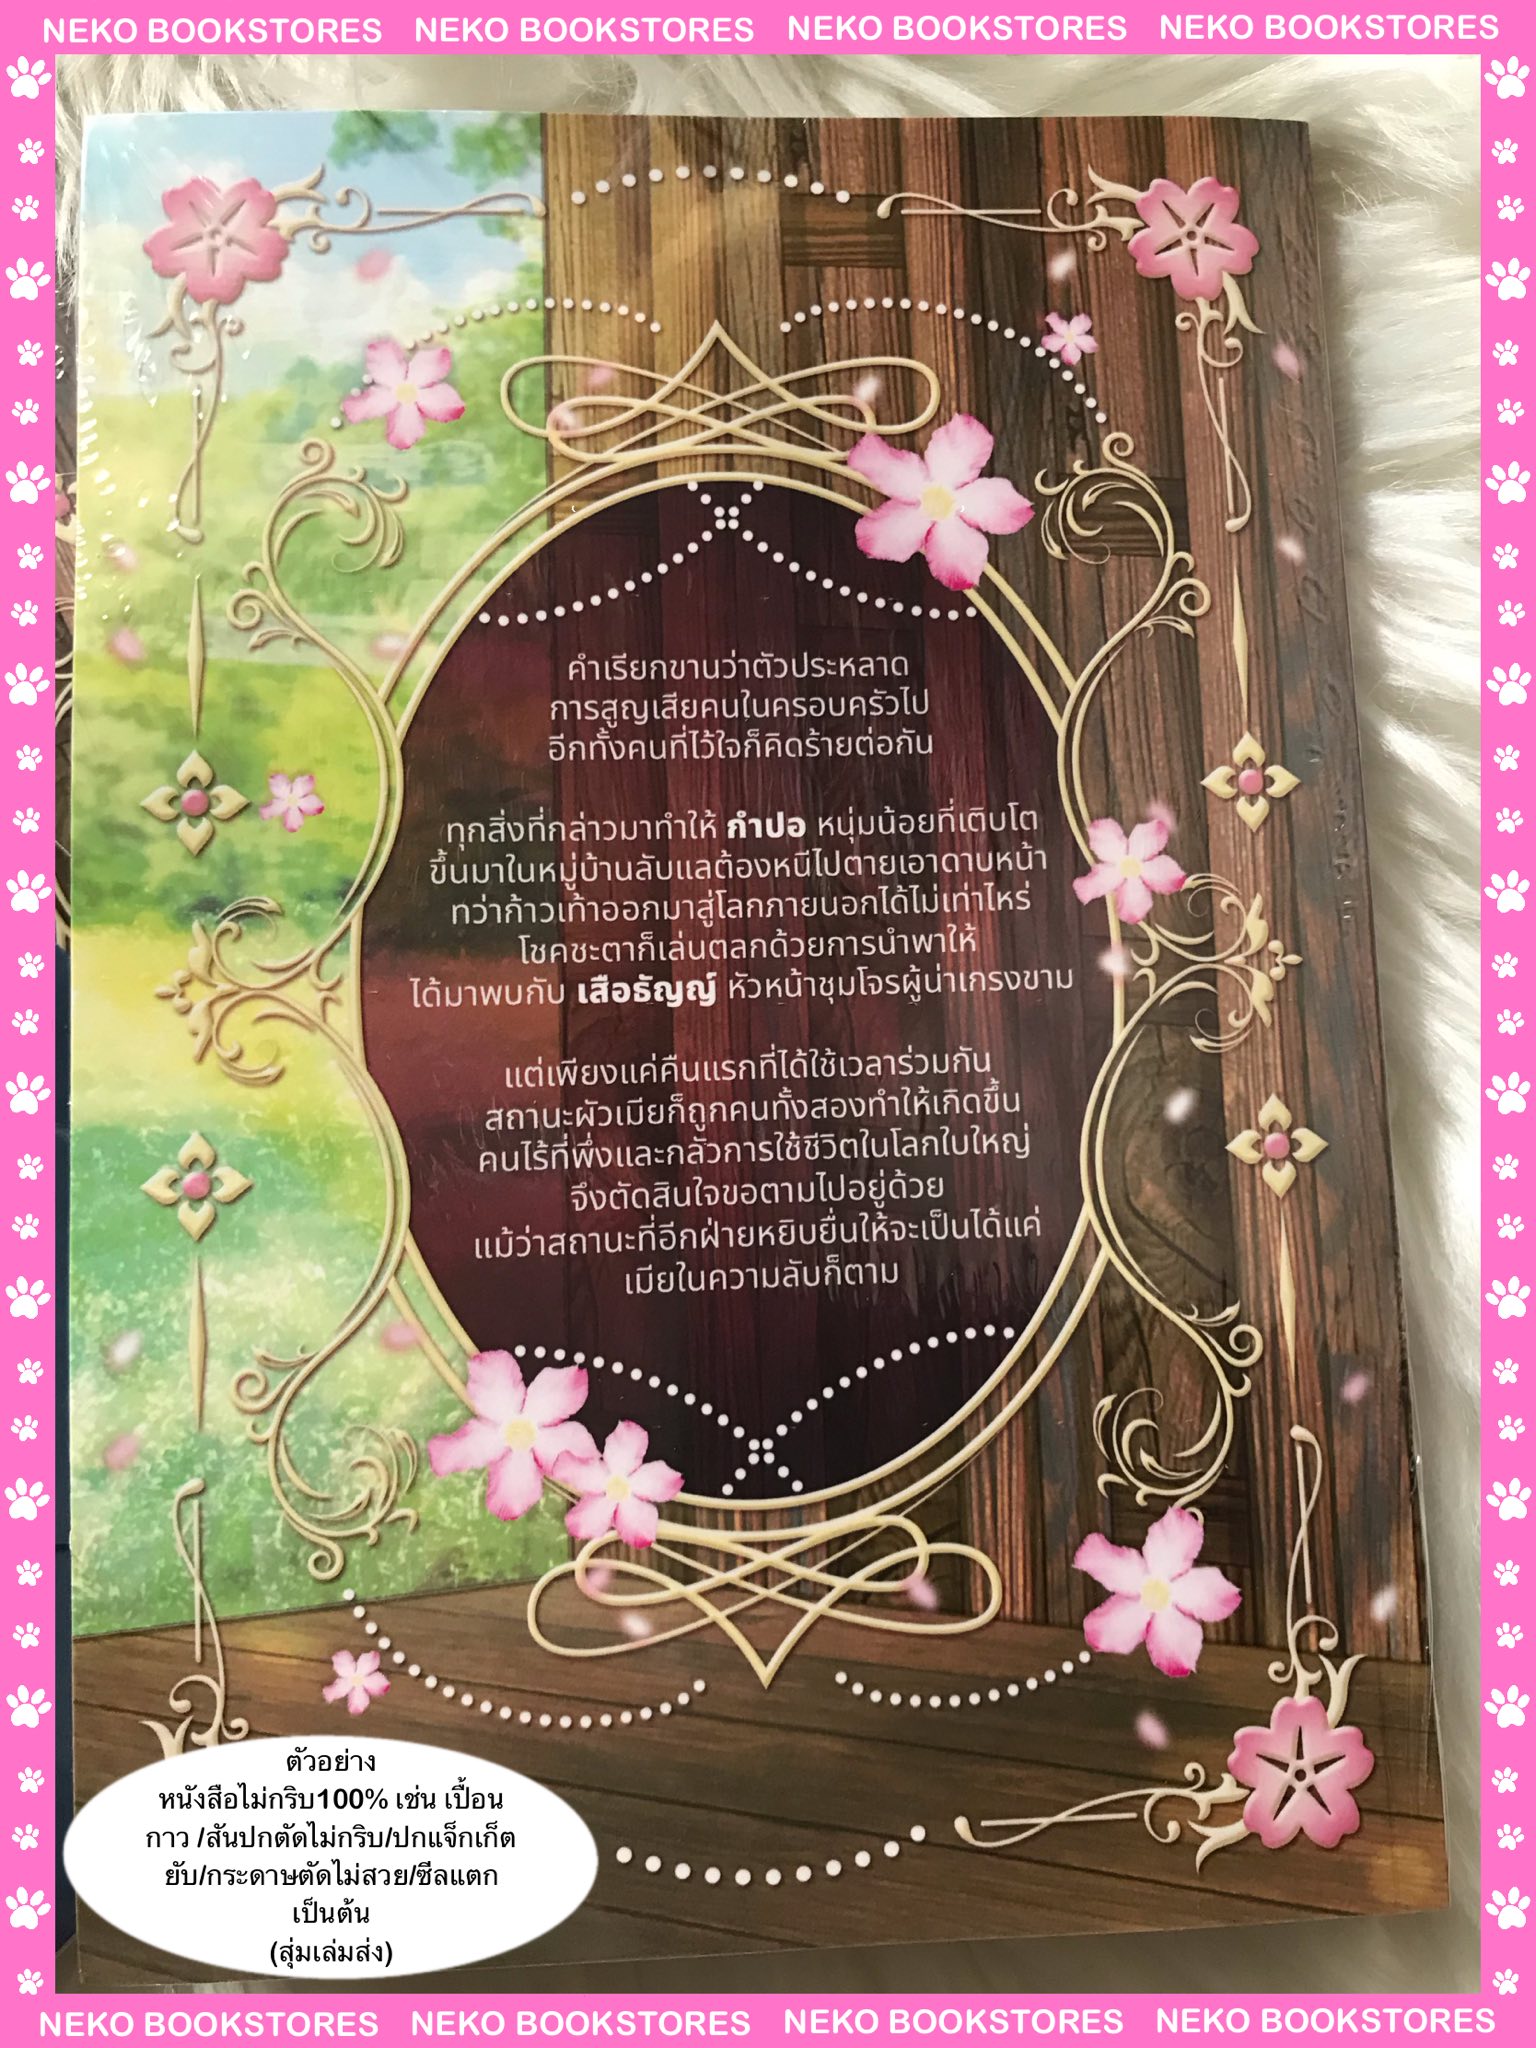 NEKO BOOKSTORES NEKO BOOKSTORES NEKO BOOKSTORES NEKO BOOKSTORES
คำเรียกขานว่าตัวประหลาด
การสูญเสียคนในครอบครัวไป
อีกทั้งคนที่ไว้ใจก็คิดร้ายต่อกัน
ทุกสิ่งที่กล่าวมาทำให้ กำปอ หนุ่มน้อยที่เติบโต
ขึ้นมาในหมู่บ้านลับแลต้องหนีไปตายเอาดาบหน้า
ทว่าก้าวเท้าออกมาสู่โลกภายนอกได้ไม่เท่าไหร่
โชคชะตาก็เล่นตลกด้วยการนำพาให้
ได้มาพบกับ เสือธัญญ์ หัวหน้าชุมโจรผู้น่าเกรงขาม
แต่เพียงแค่คืนแรกที่ได้ใช้เวลาร่วมกัน
สถานะผัวเมียก็ถูกคนทั้งสองทำให้เกิดขึ้น
คนไร้ที่พึ่งและกลัวการใช้ชีวิตในโลกใบใหญ่
จึงตัดสินใจขอตามไปอยู่ด้วย
แม้ว่าสถานะที่อีกฝ่ายหยิบยื่นให้จะเป็นได้แค่
เมียในความลับก็ตาม
ตัวอย่าง
หนังสือไม่กริบ100% เช่น เปื้อน
กาว /สันปกตัดไม่กริบ/ปกแจ็กเก็ต
ยับ/กระดาษตัดไม่สวย/ซีลแตก
เป็นต้น
(สุ่มเล่มส่ง)
NEKO BOOKSTORES NEKO BOOKSTORES NEKO BOOKSTORES NEKO BOOKSTORES